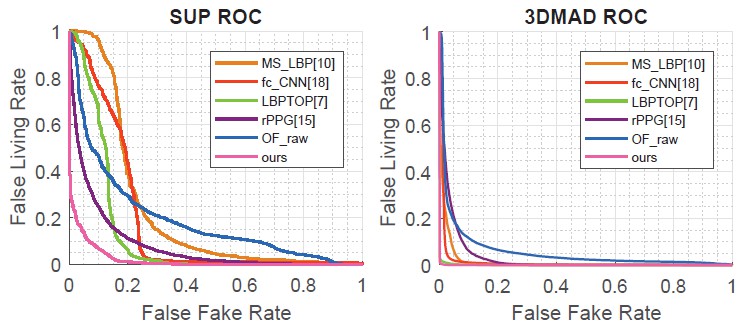 SUP ROC
1
0.8
0.6
0.4
0.2
0
False Living Rate
MS_LBP[10]
fc_CNN[18]
LBPTOP[7]
rPPG[15]
OF_raw
ours
0 0.2 0.4 0.6 0.8 1
False Fake Rate
3DMAD ROC
1
0.8
0.6
0.4
0.2
0
False Living Rate
MS_LBP[10]
fc_CNN[18]
LBPTOP[7]
rPPG[15]
OF_raw
ours
0 0.2 0.4 0.6 0.8 1
False Fake Rate